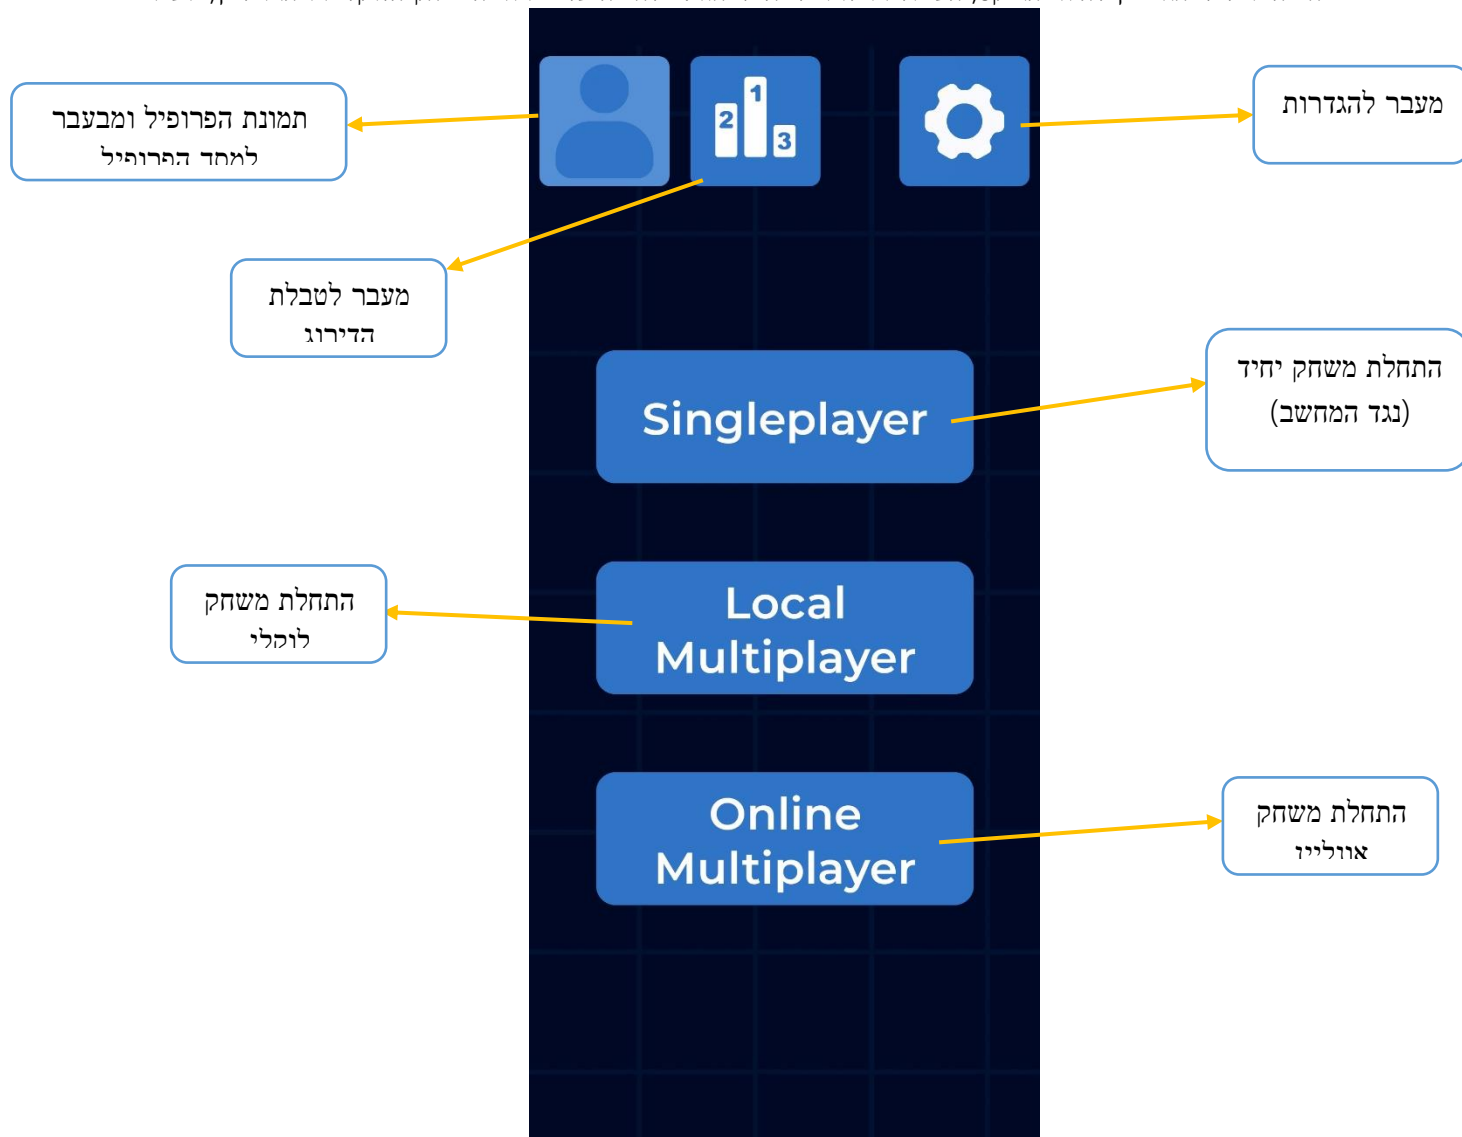 תמונת הפרופיל ומבעבר
למסך הפרופיל
2
1
3
מעבר להגדרות
מעבר לטבלת
הדירוג
Singleplayer
התחלת משחק יחיד
(נגד המחשב)
Local
Multiplayer
התחלת משחק
לוקלי
Online
Multiplayer
התחלת משחק
אונליין